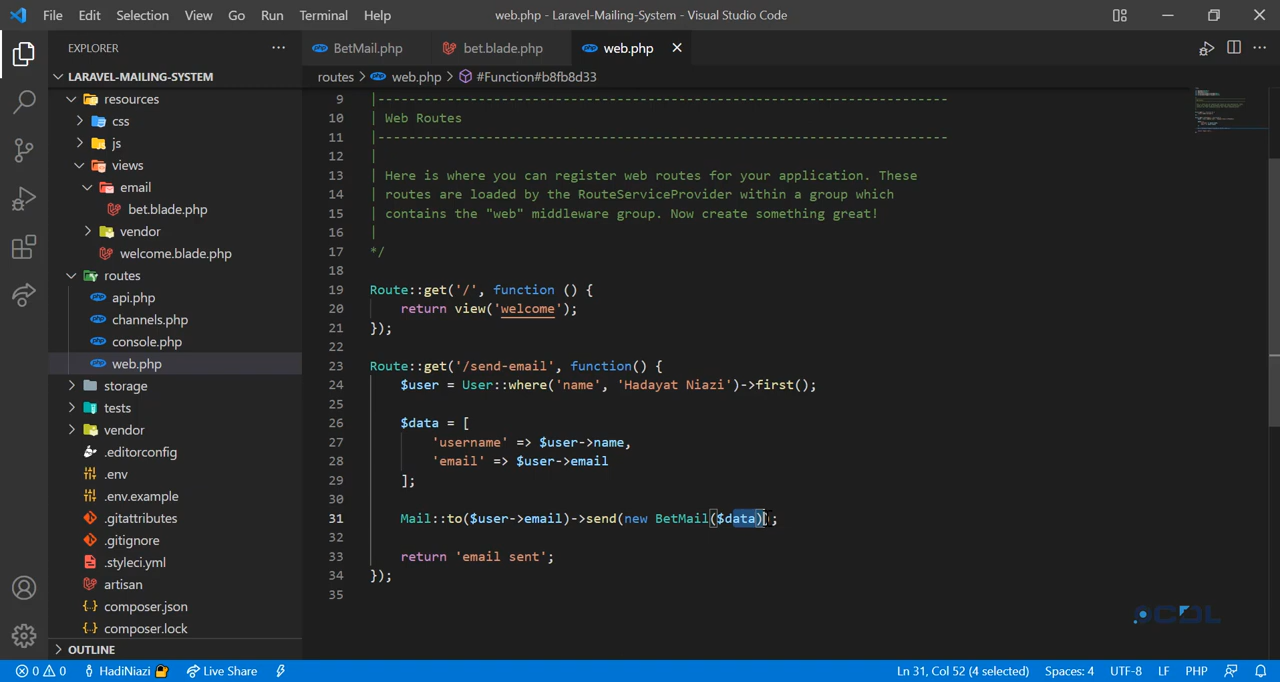 File Edit Selection View Go Run Terminal Help
web.php - Laravel-Mailing-System - Visual Studio Code
EXPLORER
LARAVEL-MAILING-SYSTEM
resources
css
js
views
email
bet.blade.php
vendor
welcome.blade.php
routes
api.php
channels.php
console.php
web.php
storage
tests
vendor
.editorconfig
.env
.env.example
.gitattributes
.gitignore
.styleci.yml
artisan
composer.json
composer.lock
OUTLINE
BetMail.php bet.blade.php web.php
routes > web.php > #Function#b8fb8d33
9 |--------------------------------------------------------------------------
10 | Web Routes
11 |--------------------------------------------------------------------------
12 |
13 | Here is where you can register web routes for your application. These
14 | routes are loaded by the RouteServiceProvider within a group which
15 | contains the "web" middleware group. Now create something great!
16 |
17 */
18
19 Route::get('/', function () {
20 return view('welcome');
21 });
22
23 Route::get('/send-email', function() {
24 $user = User::where('name', 'Hadayat Niazi')->first();
25
26 $data = [
27 'username' => $user->name,
28 'email' => $user->email
29 ];
30
31 Mail::to($user->email)->send(new BetMail($data));
32
33 return 'email sent';
34 });
35
0 0 HadiNiazi Live Share Ln 31, Col 52 (4 selected) Spaces: 4 UTF-8 LF PHP